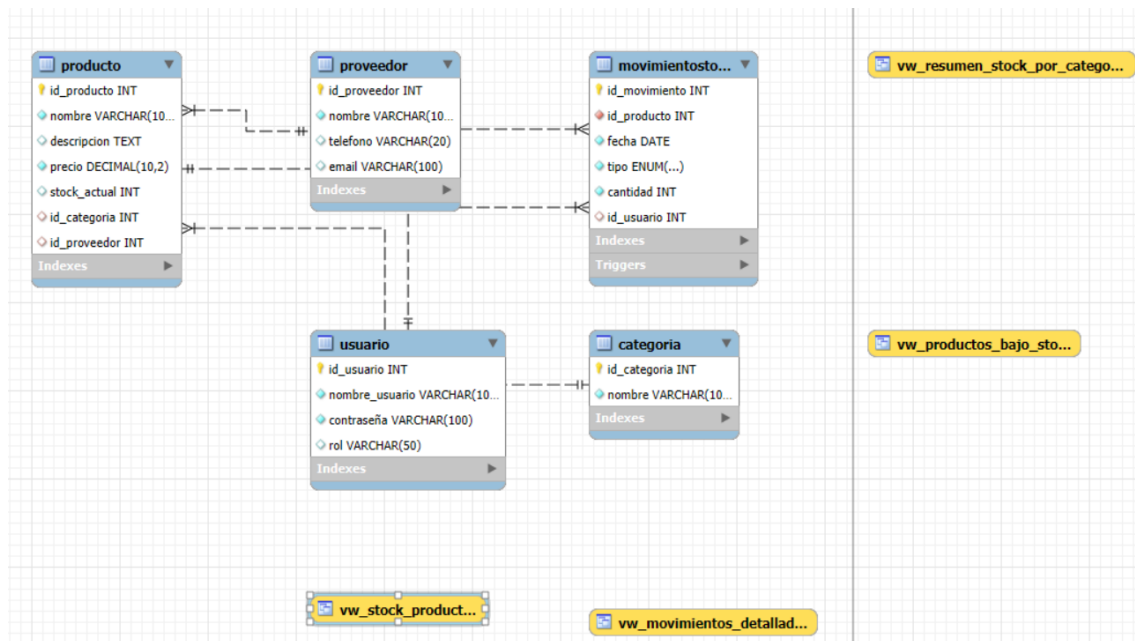 producto
id_producto INT
nombre VARCHAR(10...
descripcion TEXT
precio DECIMAL(10,2)
stock_actual INT
id_categoria INT
id_proveedor INT
Indexes
proveedor
id_proveedor INT
nombre VARCHAR(10...
telefono VARCHAR(20)
email VARCHAR(100)
Indexes
movimientosto...
id_movimiento INT
id_producto INT
fecha DATE
tipo ENUM(...)
cantidad INT
id_usuario INT
Indexes
Triggers
vw_resumen_stock_por_catego...
usuario
id_usuario INT
nombre_usuario VARCHAR(10...
contraseña VARCHAR(100)
rol VARCHAR(50)
Indexes
categoria
id_categoria INT
nombre VARCHAR(10...
Indexes
vw_productos_bajo_sto...
vw_stock_product...
vw_movimientos_detallad...